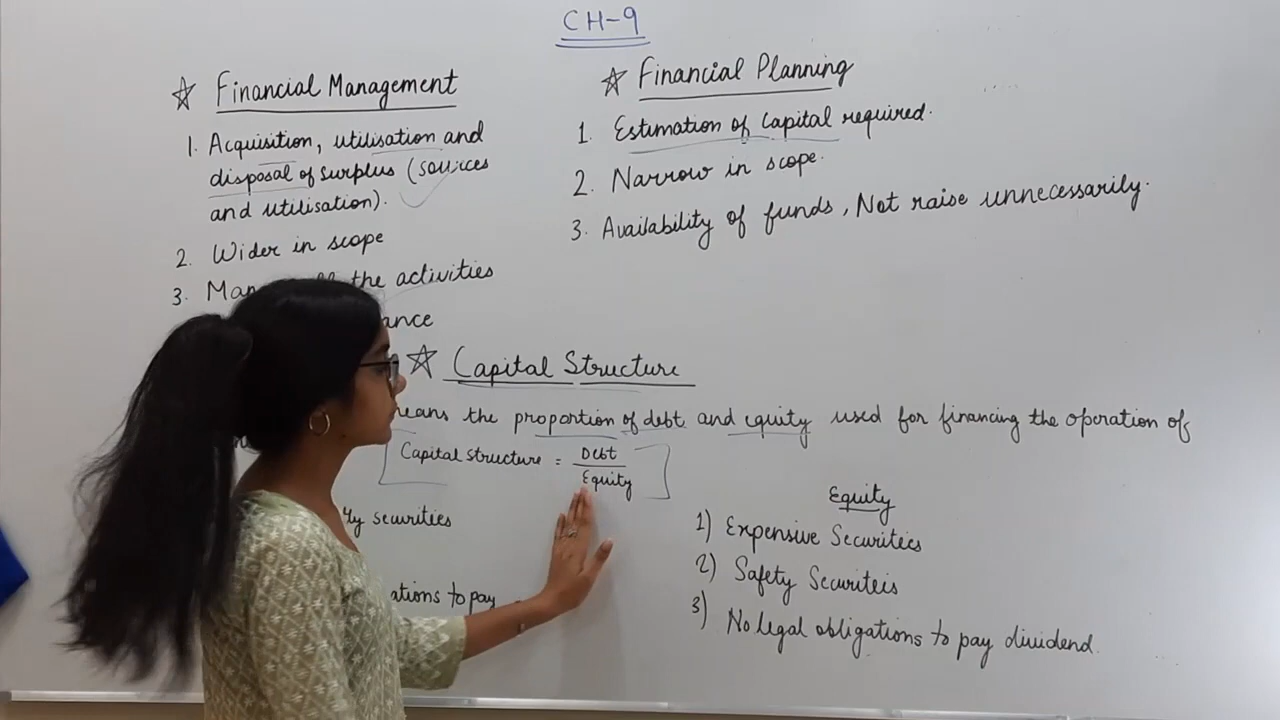 CH-9
☆ Financial Management
1. Acquisition, utilisation and
disposal of surplus (sources
and utilisation).
2. Wider in scope
3. the activities
☆ Financial Planning
1. Estimation of capital required.
2. Narrow in scope.
3. Availability of funds, Not raise unnecessarily.
☆ Capital Structure
the proportion of debt and equity used for financing the operation of
Capital structure = Debt
Equity
securities
to pay
Equity
1) Expensive Securities
2) Safety Securiteis
3) No legal obligations to pay dividend.